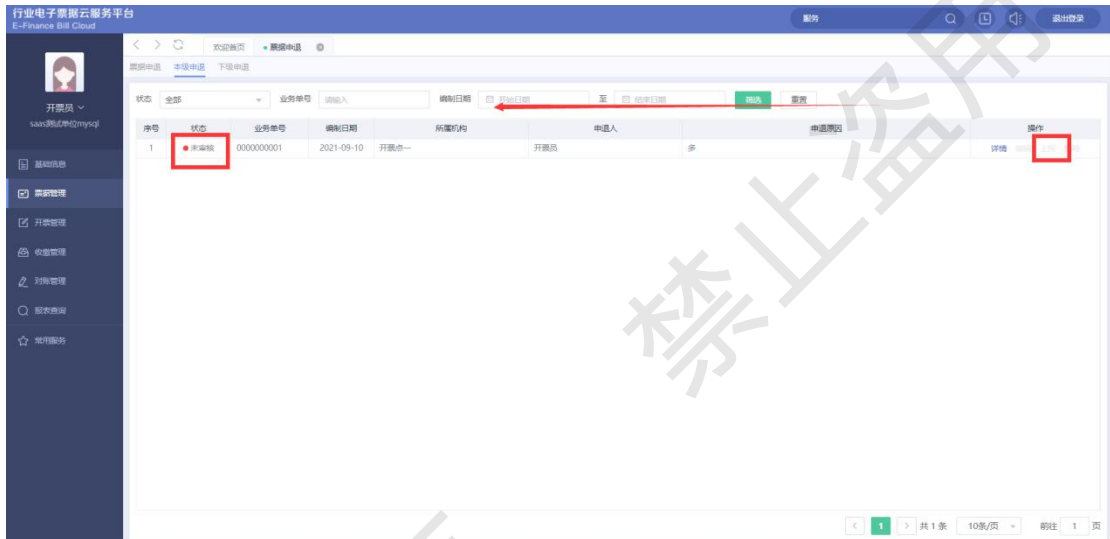 行业电子票据云服务平台
E-Finance Bill Cloud
服务
退出登录
欢迎首页 票据申退
票据申退 本级申退 下级申退
开票员
saas测试单位mysql
状态 全部 业务单号 请输入 编制日期 开始日期 至 结束日期 筛选 重置
序号 状态 业务单号 编制日期 所属机构 申退人 申退原因 操作
1 未审核 0000000001 2021-09-10 开票点一 开票员 多 详情
基础信息
票据管理
开票管理
收缴管理
对账管理
报表查询
常用服务
禁止盗用
1 共 1 条 10条/页 前往 1 页